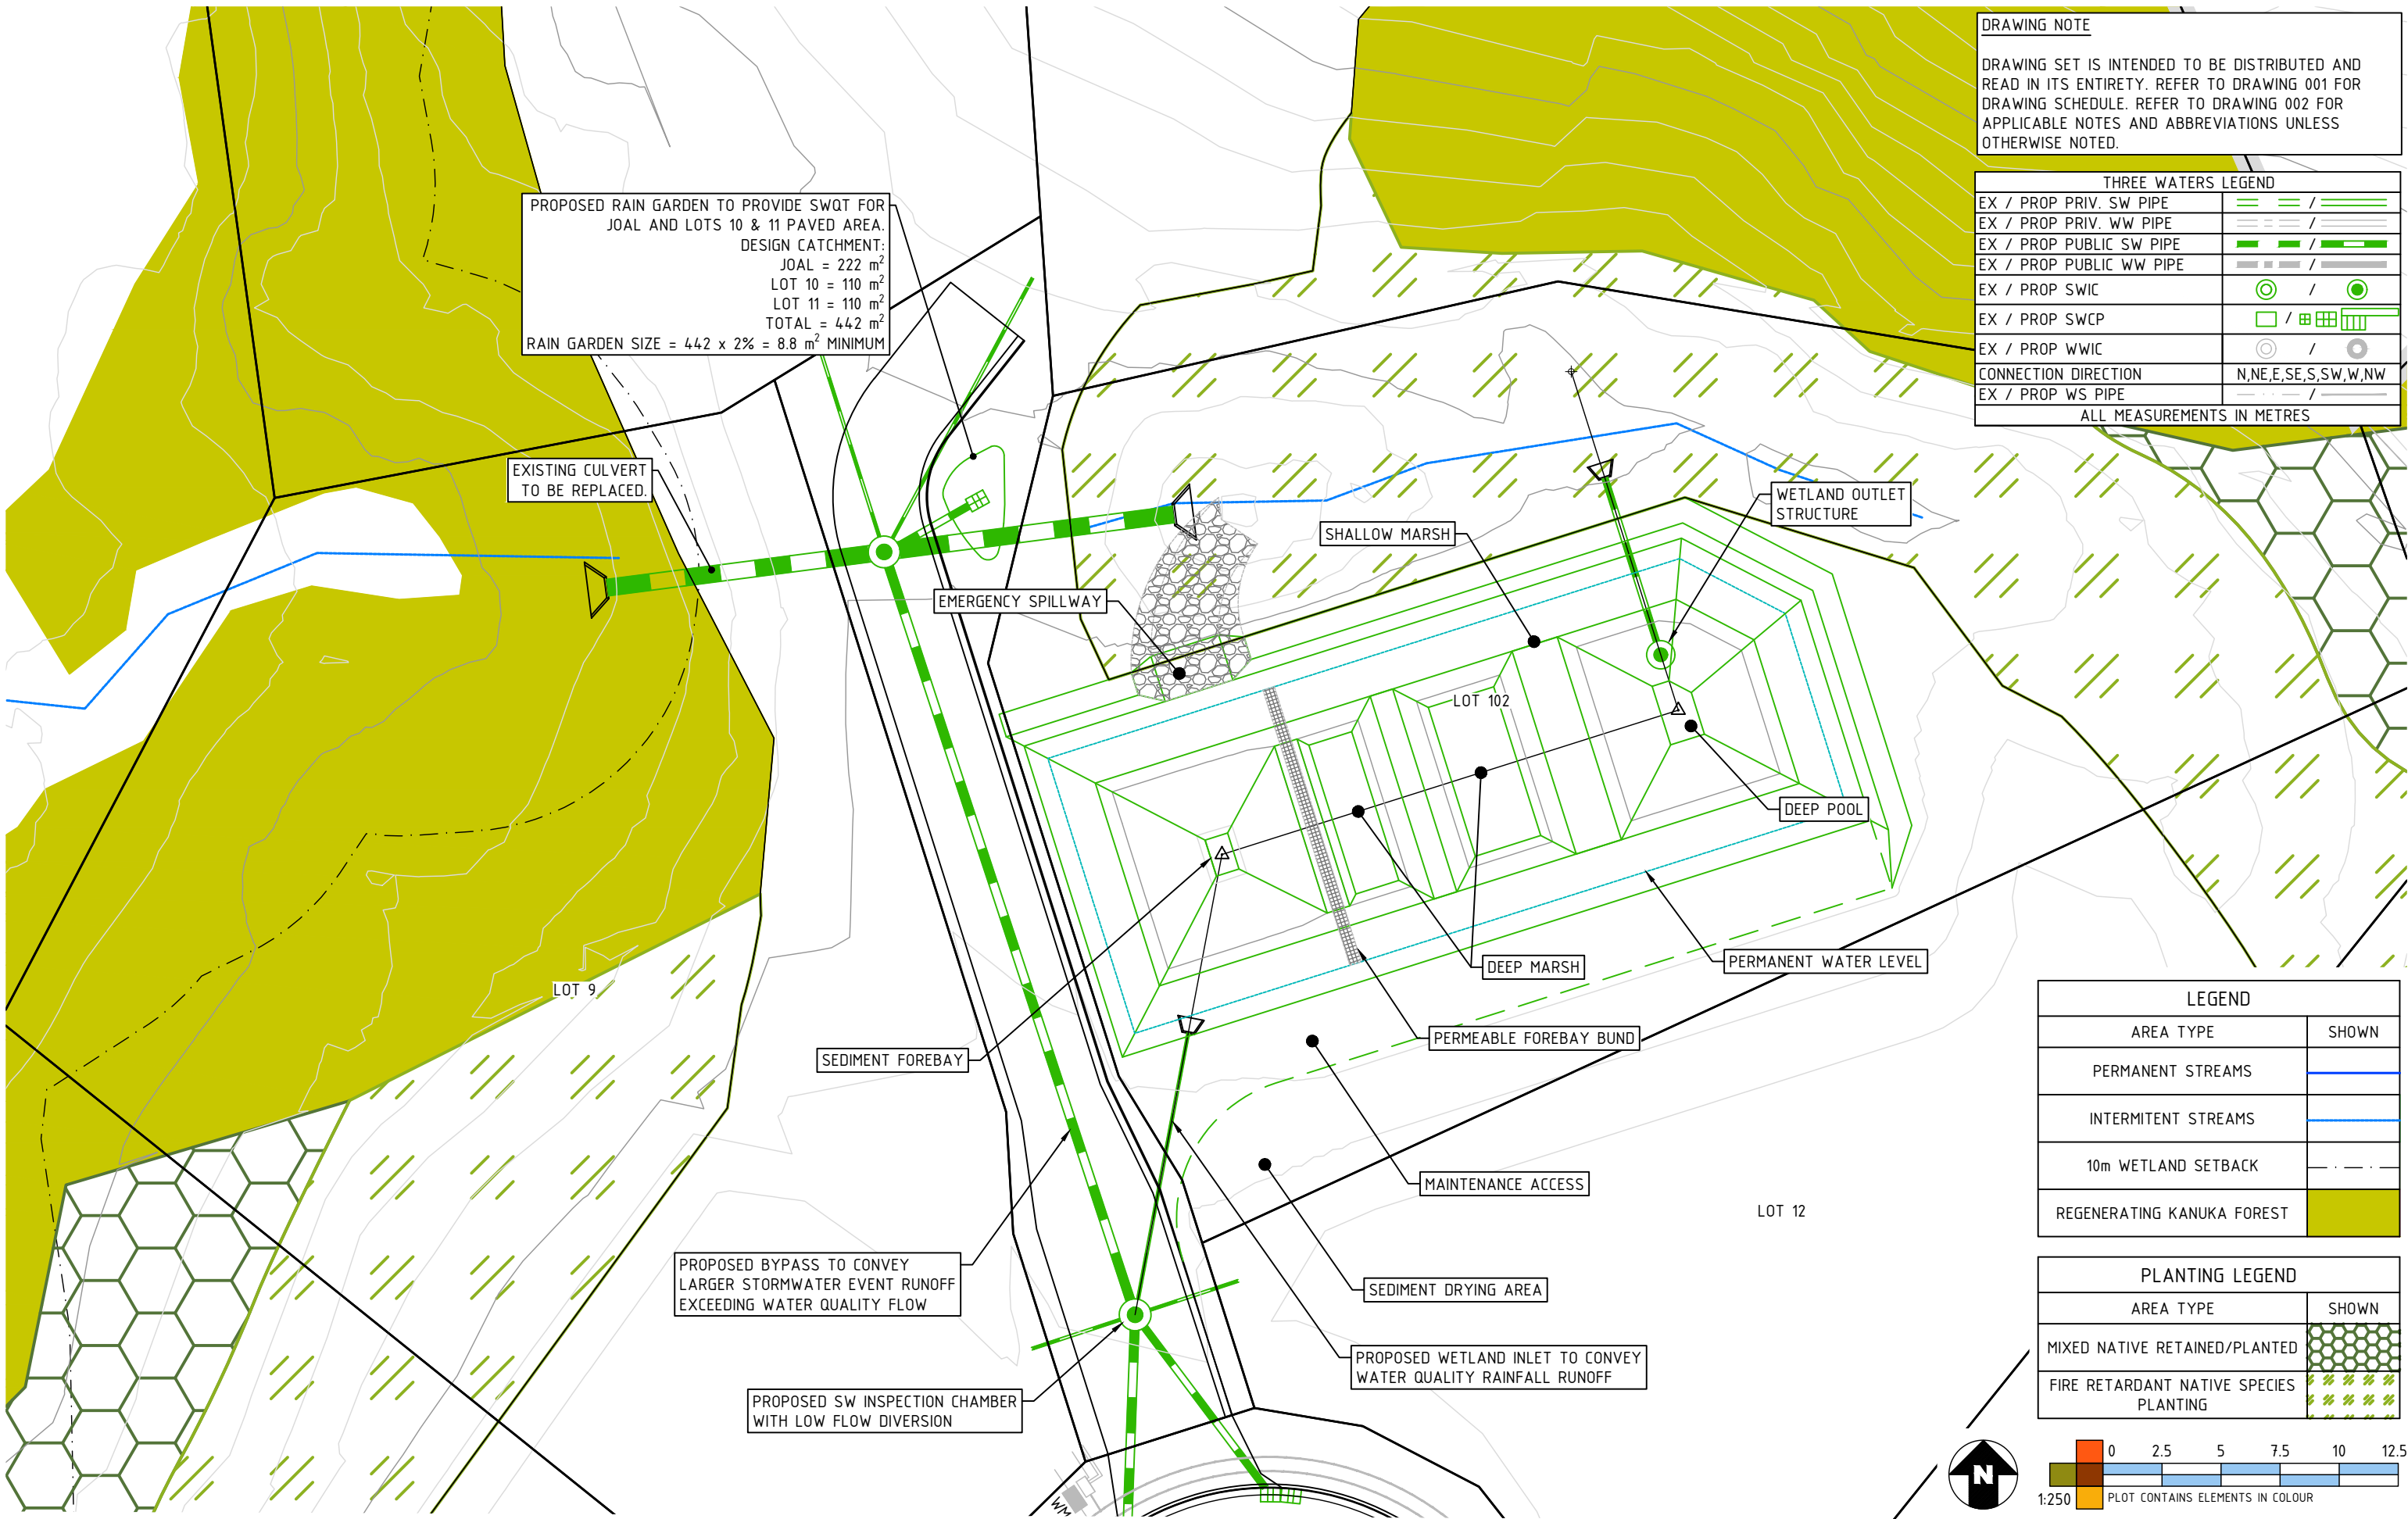 DRAWING NOTE
DRAWING SET IS INTENDED TO BE DISTRIBUTED AND
READ IN ITS ENTIRETY. REFER TO DRAWING 001 FOR
DRAWING SCHEDULE. REFER TO DRAWING 002 FOR
APPLICABLE NOTES AND ABBREVIATIONS UNLESS
OTHERWISE NOTED.
THREE WATERS LEGEND
EX / PROP PRIV. SW PIPE /
EX / PROP PRIV. WW PIPE /
EX / PROP PUBLIC SW PIPE /
EX / PROP PUBLIC WW PIPE /
EX / PROP SWIC /
EX / PROP SWCP /
EX / PROP WWIC /
CONNECTION DIRECTION N,NE,E,SE,S,SW,W,NW
EX / PROP WS PIPE /
ALL MEASUREMENTS IN METRES
PROPOSED RAIN GARDEN TO PROVIDE SWQT FOR
JOAL AND LOTS 10 & 11 PAVED AREA.
DESIGN CATCHMENT:
JOAL = 222 m²
LOT 10 = 110 m²
LOT 11 = 110 m²
TOTAL = 442 m²
RAIN GARDEN SIZE = 442 x 2% = 8.8 m² MINIMUM
EXISTING CULVERT
TO BE REPLACED.
WETLAND OUTLET
STRUCTURE
SHALLOW MARSH
EMERGENCY SPILLWAY
LOT 102
DEEP POOL
DEEP MARSH
PERMANENT WATER LEVEL
LOT 9
PERMEABLE FOREBAY BUND
SEDIMENT FOREBAY
MAINTENANCE ACCESS
LOT 12
PROPOSED BYPASS TO CONVEY
LARGER STORMWATER EVENT RUNOFF
EXCEEDING WATER QUALITY FLOW
SEDIMENT DRYING AREA
PROPOSED WETLAND INLET TO CONVEY
WATER QUALITY RAINFALL RUNOFF
PROPOSED SW INSPECTION CHAMBER
WITH LOW FLOW DIVERSION
WM
LEGEND
AREA TYPE SHOWN
PERMANENT STREAMS
INTERMITENT STREAMS
10m WETLAND SETBACK
REGENERATING KANUKA FOREST
PLANTING LEGEND
AREA TYPE SHOWN
MIXED NATIVE RETAINED/PLANTED
FIRE RETARDANT NATIVE SPECIES
PLANTING
N
0 2.5 5 7.5 10 12.5
1:250 PLOT CONTAINS ELEMENTS IN COLOUR